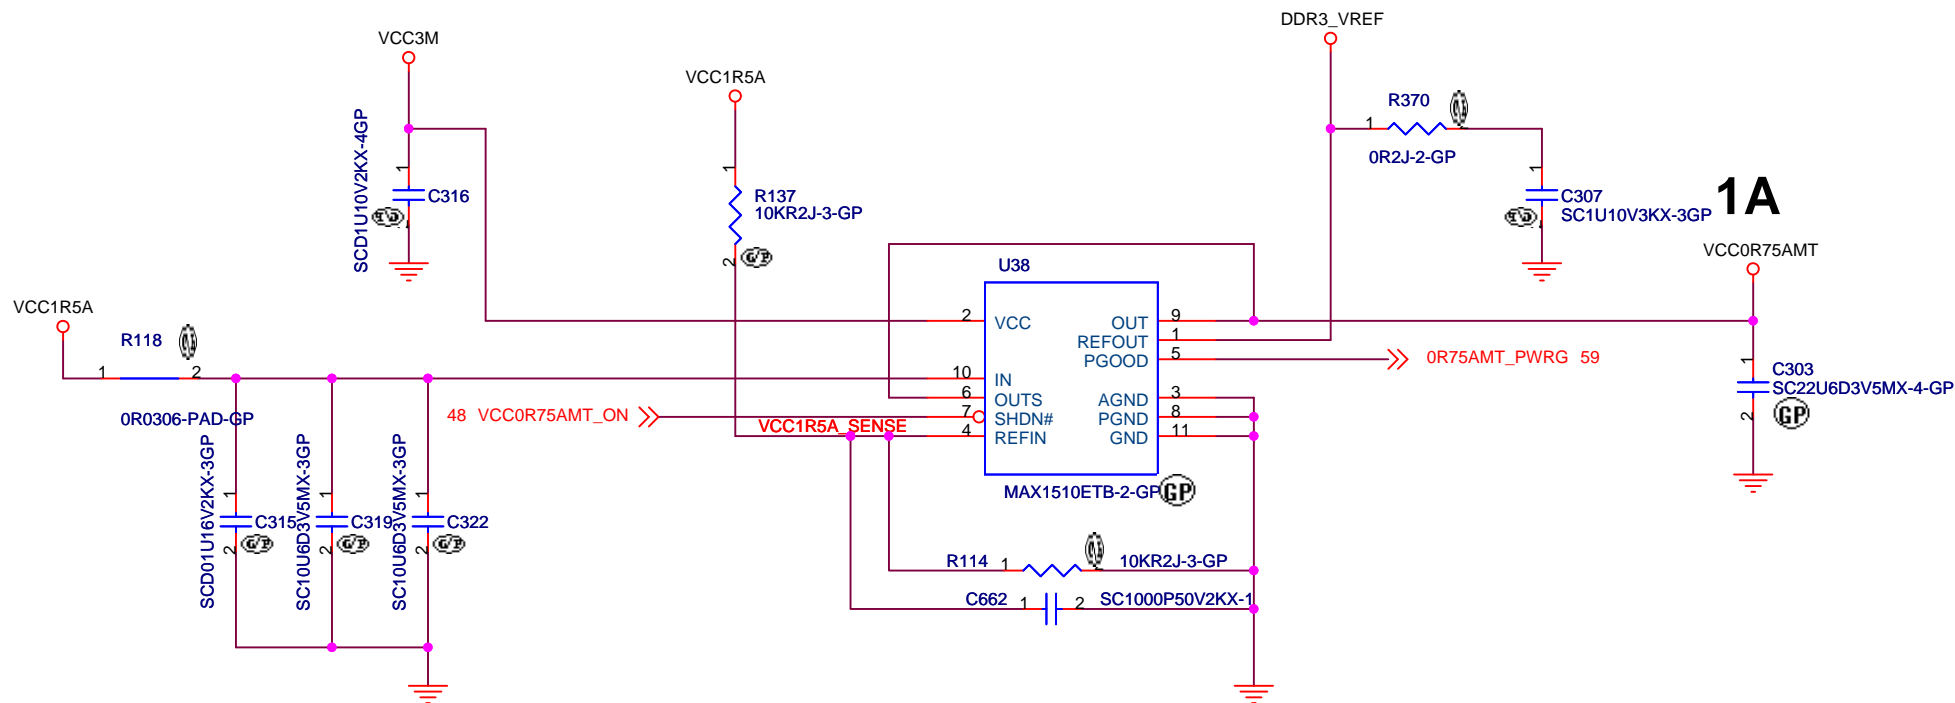 DDR3_VREF
VCC3M
VCC1R5A
R370
1
0R2J-2-GP
SCD1U10V2KX-4GP
1
C316
1
R137
10KR2J-3-GP
2
G/P
1
C307
SC1U10V3KX-3GP
1A
VCC0R75AMT
U38
VCC1R5A
R118
1
2
0R0306-PAD-GP
2
VCC
OUT
9
REFOUT
1
PGOOD
5
0R75AMT_PWRG 59
10
IN
6
OUTS
AGND
3
48 VCC0R75AMT_ON
7
SHDN#
PGND
8
VCC1R5A_SENSE
4
REFIN
GND
11
1
C303
SC22U6D3V5MX-4-GP
2
GP
MAX1510ETB-2-GP
GP
SCD01U16V2KX-3GP
1
C315
2
G/P
SC10U6D3V5MX-3GP
1
C319
2
G/P
SC10U6D3V5MX-3GP
1
C322
2
G/P
R114
1
10KR2J-3-GP
C662
1
2
SC1000P50V2KX-1